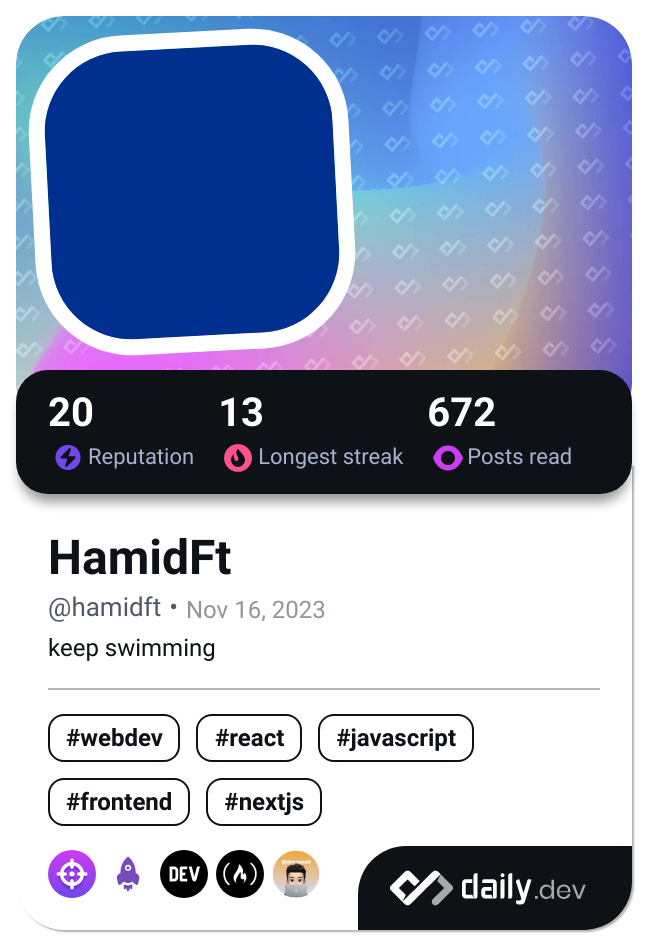 20 13 672
Reputation Longest streak Posts read
HamidFt
@hamidft • Nov 16, 2023
keep swimming
#webdev #react #javascript
#frontend #nextjs
DEV
daily.dev